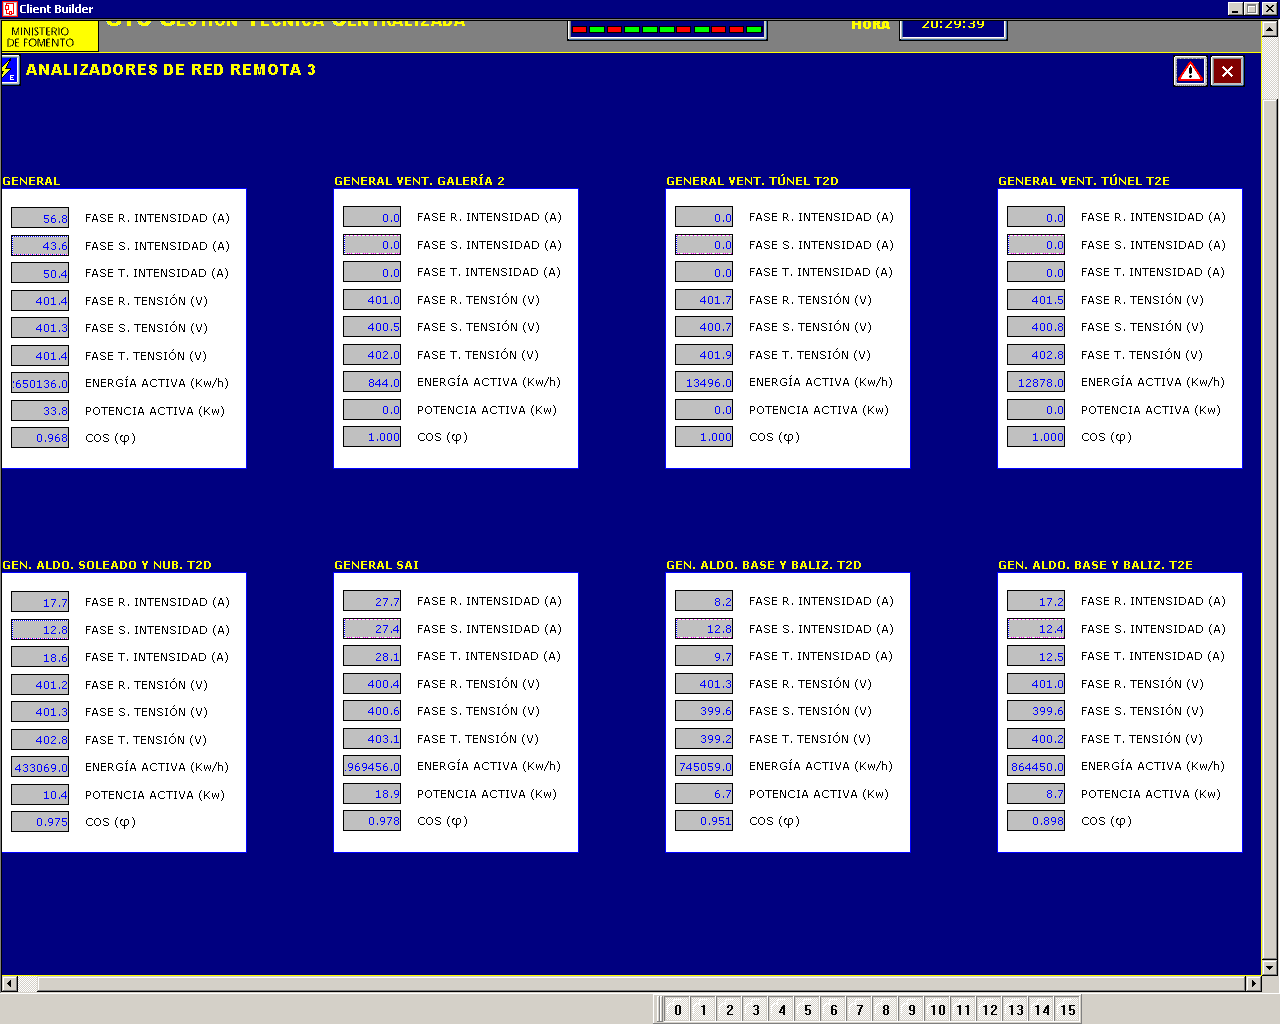 Client Builder
MINISTERIO
DE FOMENTO
GTC GESTIÓN TÉCNICA CENTRALIZADA
HORA
20:29:39
ANALIZADORES DE RED REMOTA 3
GENERAL
56.8 FASE R. INTENSIDAD (A)
43.6 FASE S. INTENSIDAD (A)
50.4 FASE T. INTENSIDAD (A)
401.4 FASE R. TENSIÓN (V)
401.3 FASE S. TENSIÓN (V)
401.4 FASE T. TENSIÓN (V)
650136.0 ENERGÍA ACTIVA (Kw/h)
33.8 POTENCIA ACTIVA (Kw)
0.968 COS (φ)
GENERAL VENT. GALERÍA 2
0.0 FASE R. INTENSIDAD (A)
0.0 FASE S. INTENSIDAD (A)
0.0 FASE T. INTENSIDAD (A)
401.0 FASE R. TENSIÓN (V)
400.5 FASE S. TENSIÓN (V)
402.0 FASE T. TENSIÓN (V)
844.0 ENERGÍA ACTIVA (Kw/h)
0.0 POTENCIA ACTIVA (Kw)
1.000 COS (φ)
GENERAL VENT. TÚNEL T2D
0.0 FASE R. INTENSIDAD (A)
0.0 FASE S. INTENSIDAD (A)
0.0 FASE T. INTENSIDAD (A)
401.7 FASE R. TENSIÓN (V)
400.7 FASE S. TENSIÓN (V)
401.9 FASE T. TENSIÓN (V)
13496.0 ENERGÍA ACTIVA (Kw/h)
0.0 POTENCIA ACTIVA (Kw)
1.000 COS (φ)
GENERAL VENT. TÚNEL T2E
0.0 FASE R. INTENSIDAD (A)
0.0 FASE S. INTENSIDAD (A)
0.0 FASE T. INTENSIDAD (A)
401.5 FASE R. TENSIÓN (V)
400.8 FASE S. TENSIÓN (V)
402.8 FASE T. TENSIÓN (V)
12878.0 ENERGÍA ACTIVA (Kw/h)
0.0 POTENCIA ACTIVA (Kw)
1.000 COS (φ)
GEN. ALDO. SOLEADO Y NUB. T2D
17.7 FASE R. INTENSIDAD (A)
12.8 FASE S. INTENSIDAD (A)
18.6 FASE T. INTENSIDAD (A)
401.2 FASE R. TENSIÓN (V)
401.3 FASE S. TENSIÓN (V)
402.8 FASE T. TENSIÓN (V)
433069.0 ENERGÍA ACTIVA (Kw/h)
10.4 POTENCIA ACTIVA (Kw)
0.975 COS (φ)
GENERAL SAI
27.7 FASE R. INTENSIDAD (A)
27.4 FASE S. INTENSIDAD (A)
28.1 FASE T. INTENSIDAD (A)
400.4 FASE R. TENSIÓN (V)
400.6 FASE S. TENSIÓN (V)
403.1 FASE T. TENSIÓN (V)
969456.0 ENERGÍA ACTIVA (Kw/h)
18.9 POTENCIA ACTIVA (Kw)
0.978 COS (φ)
GEN. ALDO. BASE Y BALIZ. T2D
8.2 FASE R. INTENSIDAD (A)
12.8 FASE S. INTENSIDAD (A)
9.7 FASE T. INTENSIDAD (A)
401.3 FASE R. TENSIÓN (V)
399.6 FASE S. TENSIÓN (V)
399.2 FASE T. TENSIÓN (V)
745059.0 ENERGÍA ACTIVA (Kw/h)
6.7 POTENCIA ACTIVA (Kw)
0.951 COS (φ)
GEN. ALDO. BASE Y BALIZ. T2E
17.2 FASE R. INTENSIDAD (A)
12.4 FASE S. INTENSIDAD (A)
12.5 FASE T. INTENSIDAD (A)
401.0 FASE R. TENSIÓN (V)
399.6 FASE S. TENSIÓN (V)
400.2 FASE T. TENSIÓN (V)
864450.0 ENERGÍA ACTIVA (Kw/h)
8.7 POTENCIA ACTIVA (Kw)
0.898 COS (φ)
0 1 2 3 4 5 6 7 8 9 10 11 12 13 14 15